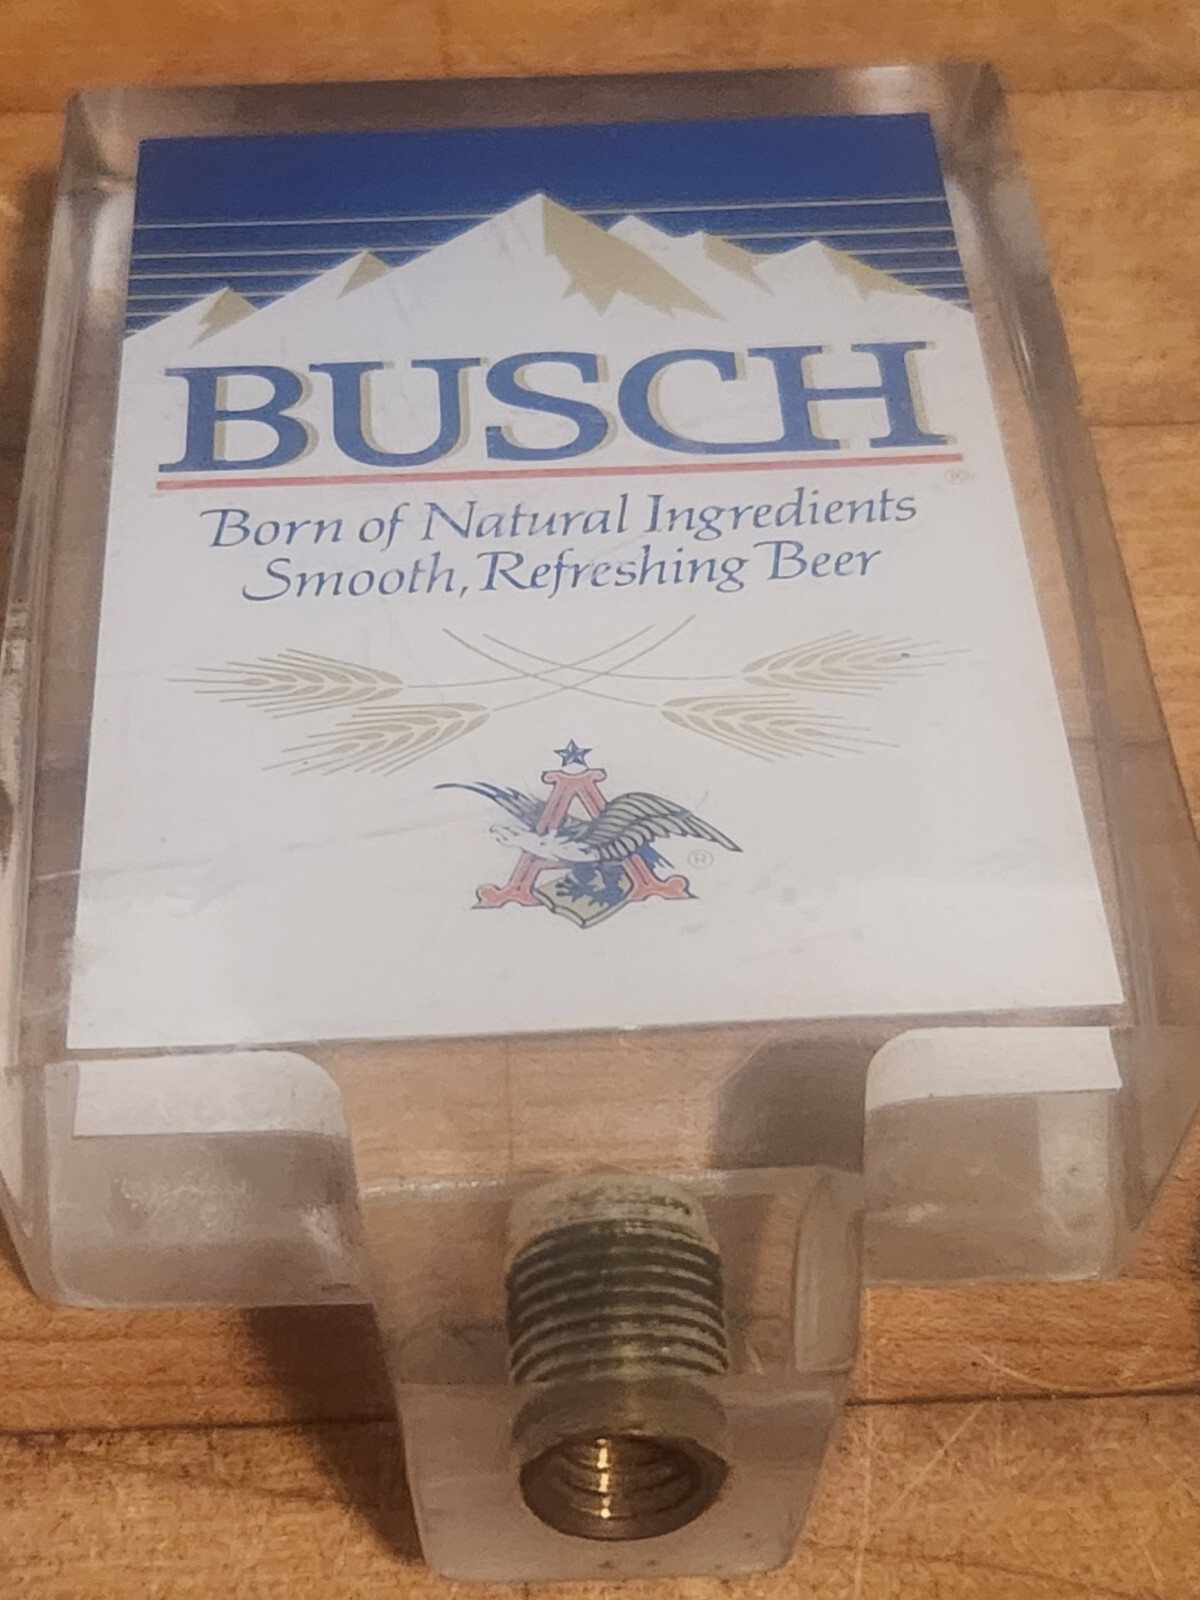 BUSCH
®
Born of Natural Ingredients
Smooth, Refreshing Beer
A
®